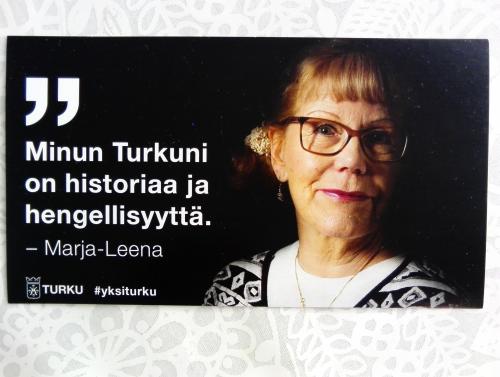 ”
Minun Turkuni
on historiaa ja
hengellisyyttä.
– Marja-Leena
TURKU #yksiturku